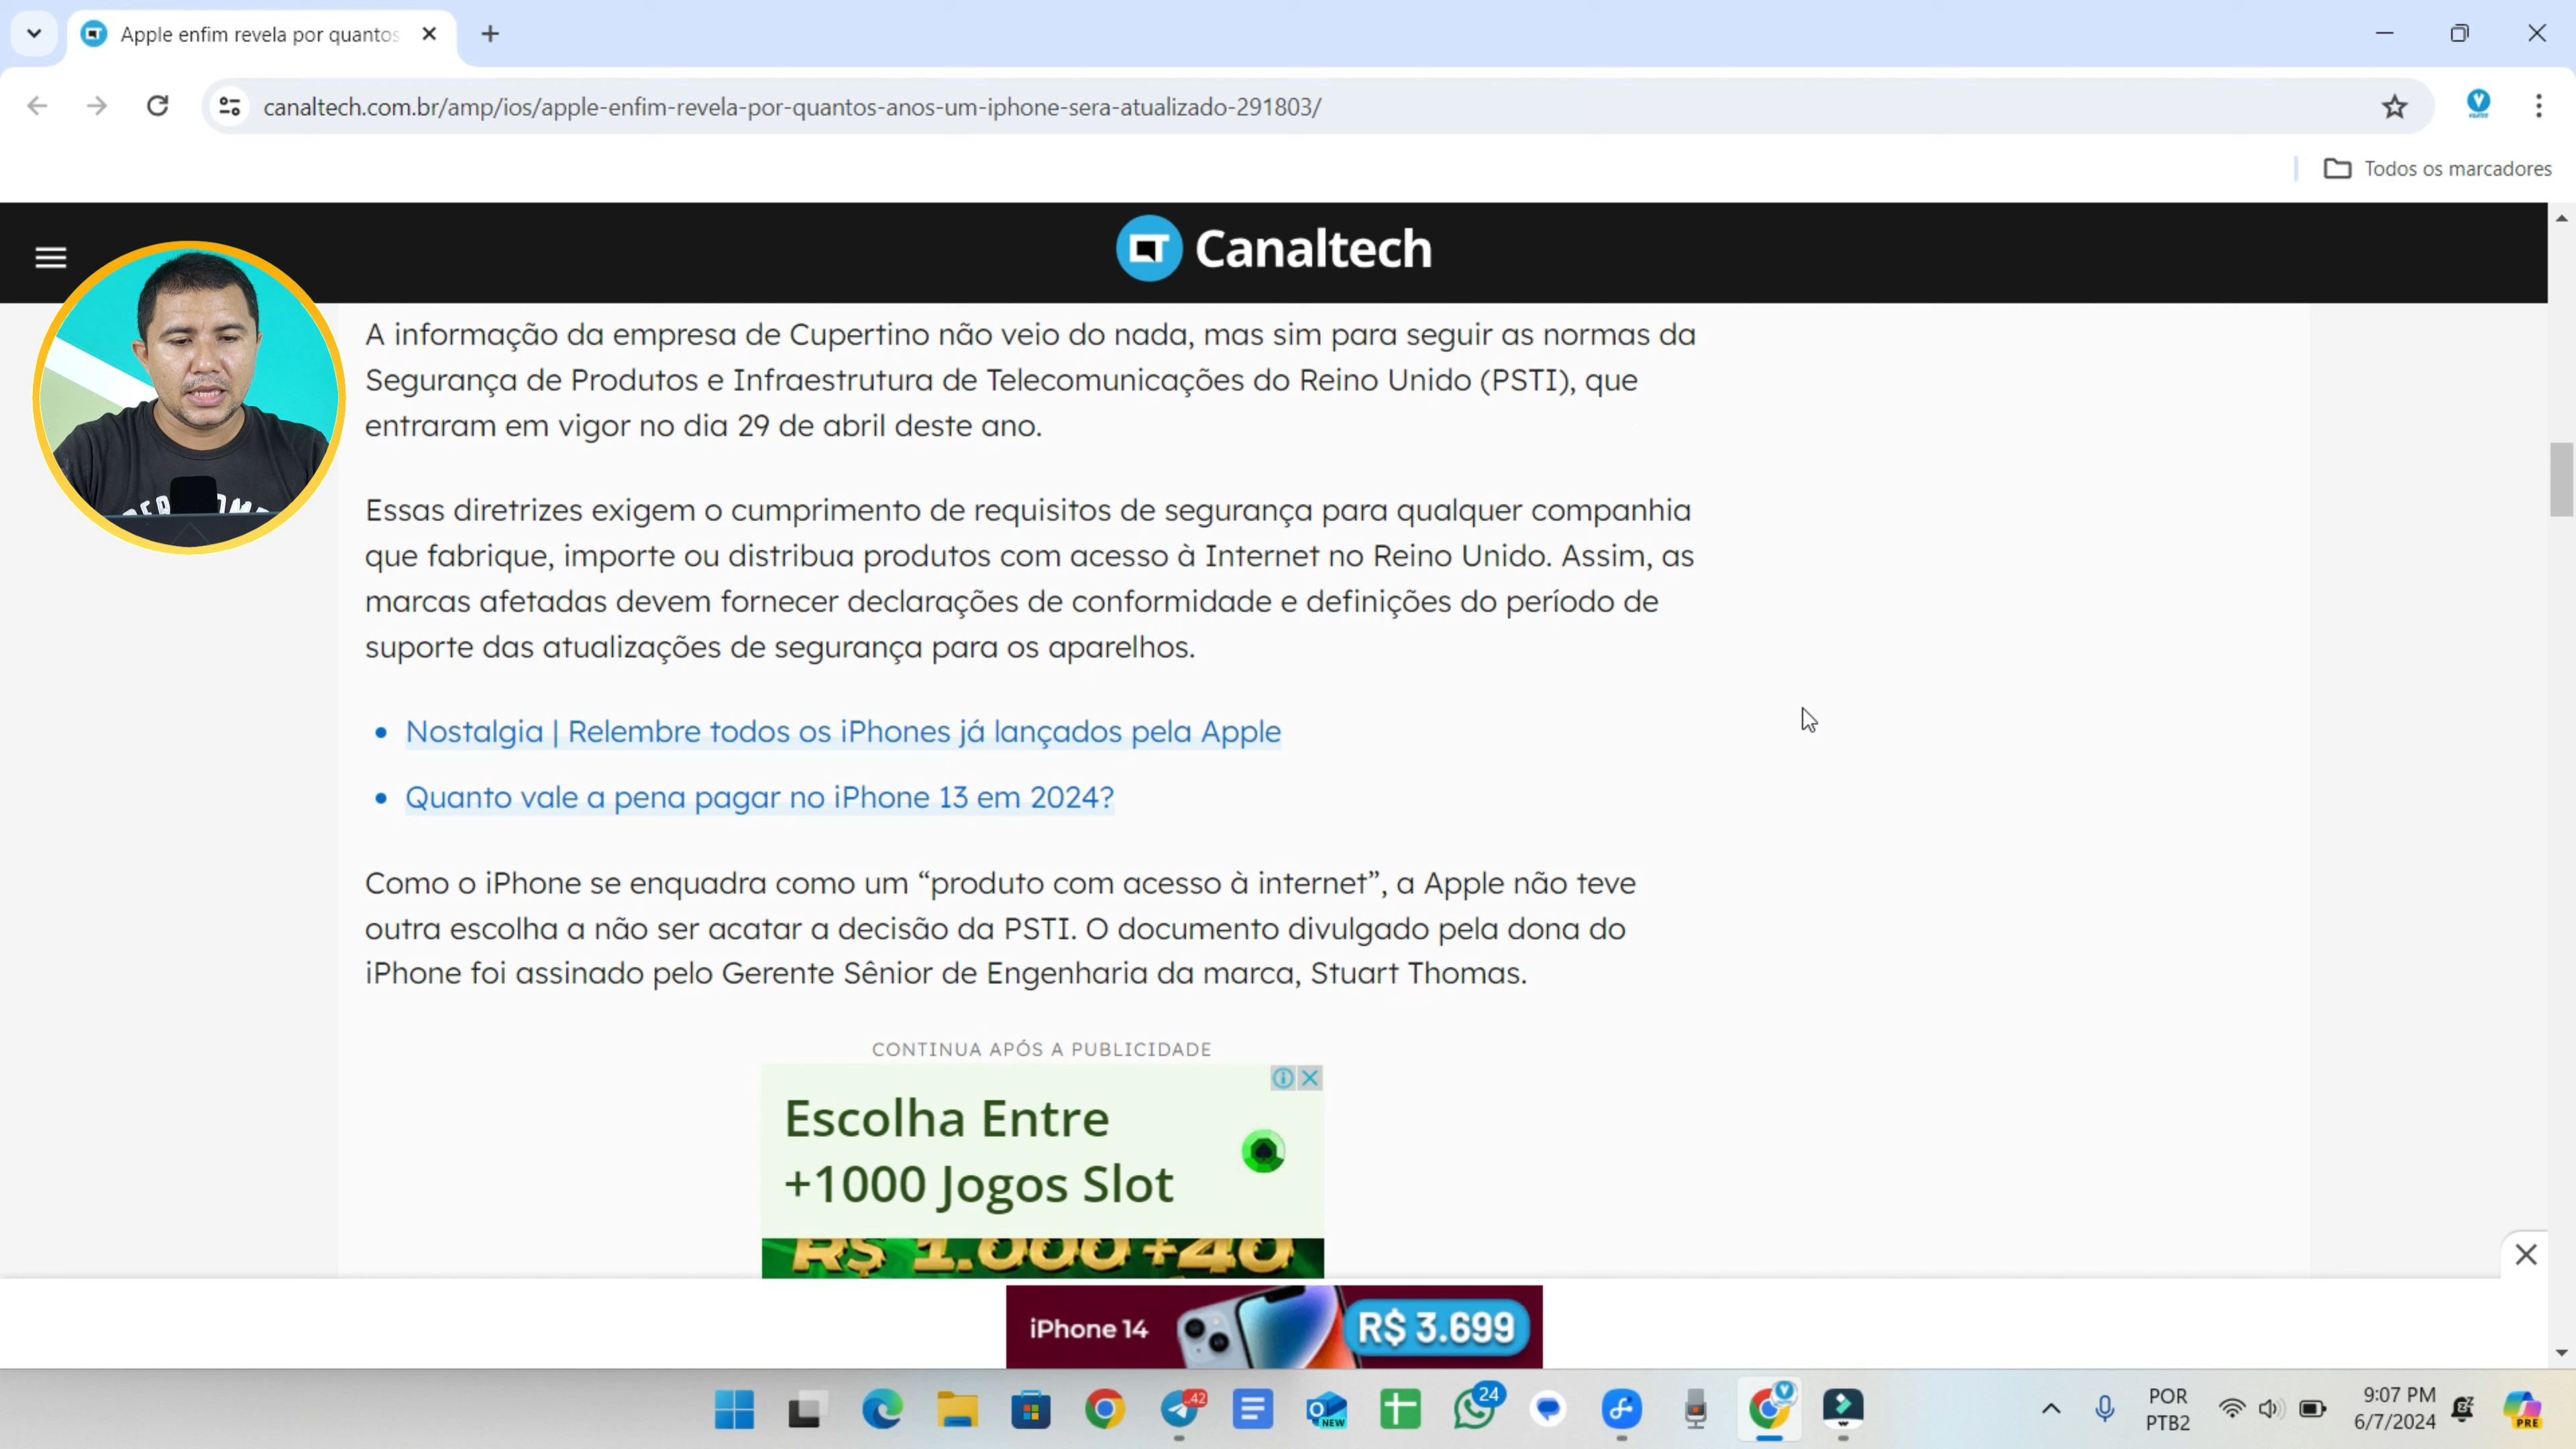 Apple enfim revela por quantos
canaltech.com.br/amp/ios/apple-enfim-revela-por-quantos-anos-um-iphone-sera-atualizado-291803/
Todos os marcadores
Canaltech
A informação da empresa de Cupertino não veio do nada, mas sim para seguir as normas da
Segurança de Produtos e Infraestrutura de Telecomunicações do Reino Unido (PSTI), que
entraram em vigor no dia 29 de abril deste ano.
Essas diretrizes exigem o cumprimento de requisitos de segurança para qualquer companhia
que fabrique, importe ou distribua produtos com acesso à Internet no Reino Unido. Assim, as
marcas afetadas devem fornecer declarações de conformidade e definições do período de
suporte das atualizações de segurança para os aparelhos.
• Nostalgia | Relembre todos os iPhones já lançados pela Apple
• Quanto vale a pena pagar no iPhone 13 em 2024?
Como o iPhone se enquadra como um “produto com acesso à internet”, a Apple não teve
outra escolha a não ser acatar a decisão da PSTI. O documento divulgado pela dona do
iPhone foi assinado pelo Gerente Sênior de Engenharia da marca, Stuart Thomas.
CONTINUA APÓS A PUBLICIDADE
Escolha Entre
+1000 Jogos Slot
R$ 1.000 +40
iPhone 14 R$ 3.699
42
NEW
24
POR
PTB2
9:07 PM
6/7/2024
PRE